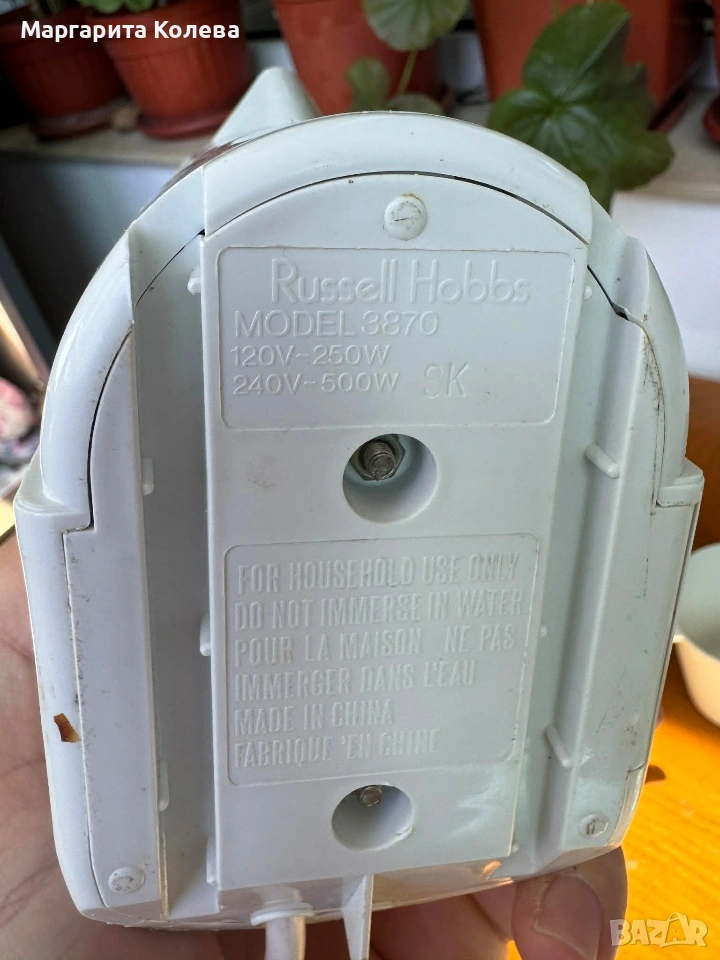 Маргарита Колева
Russell Hobbs
MODEL 3870
120V~250W
240V~500W SK
FOR HOUSEHOLD USE ONLY
DO NOT IMMERSE IN WATER
POUR LA MAISON NE PAS
IMMERGER DANS L'EAU
MADE IN CHINA
FABRIQUE 'EN CHINE
BAZAR